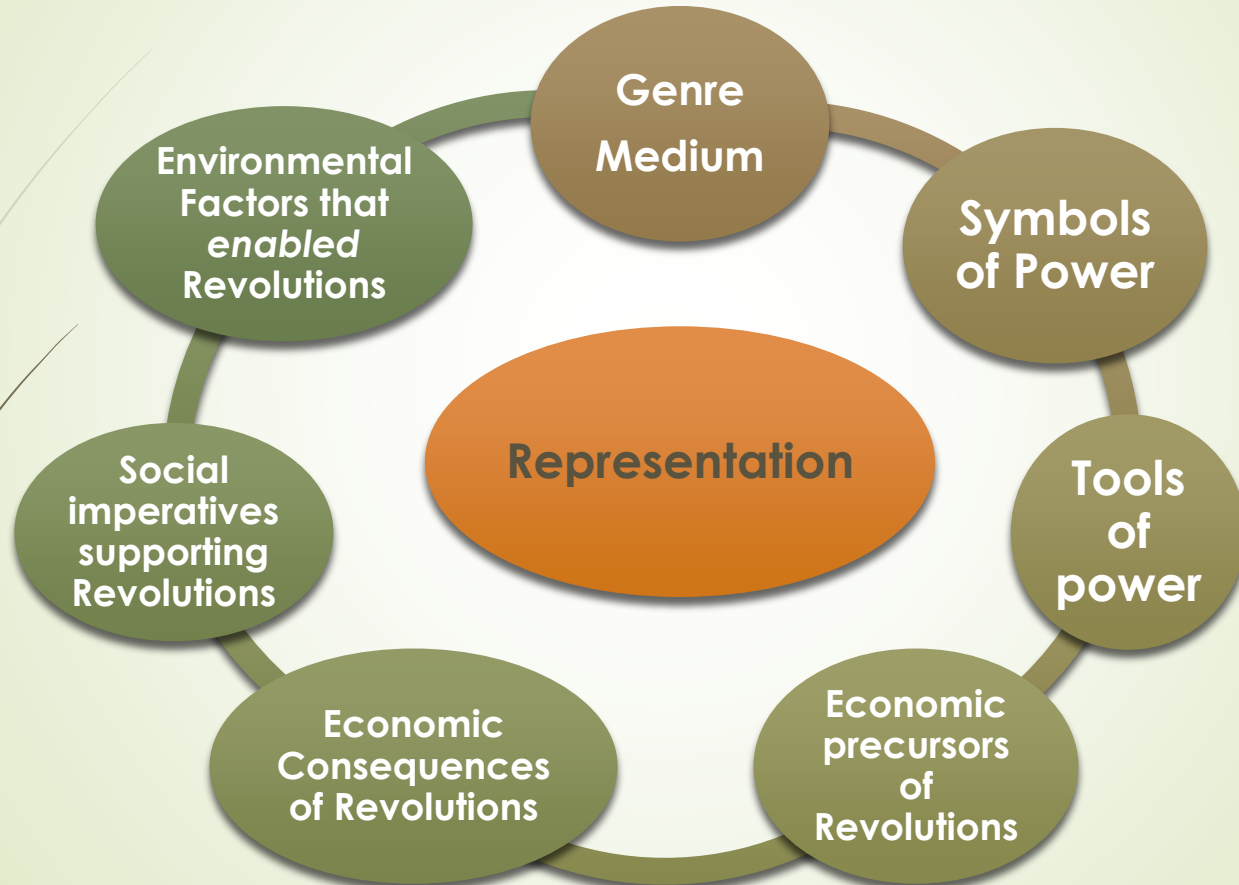 Genre
Medium
Symbols
of Power
Tools
of
power
Economic
precursors
of
Revolutions
Economic
Consequences
of Revolutions
Social
imperatives
supporting
Revolutions
Environmental
Factors that
enabled
Revolutions
Representation